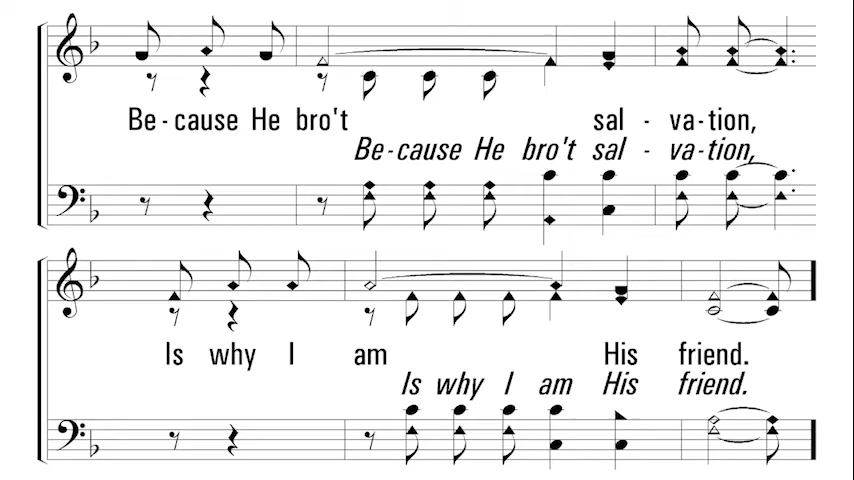 Be-cause He bro't sal - va-tion,
Be-cause He bro't sal - va-tion,
Is why I am His friend.
Is why I am His friend.